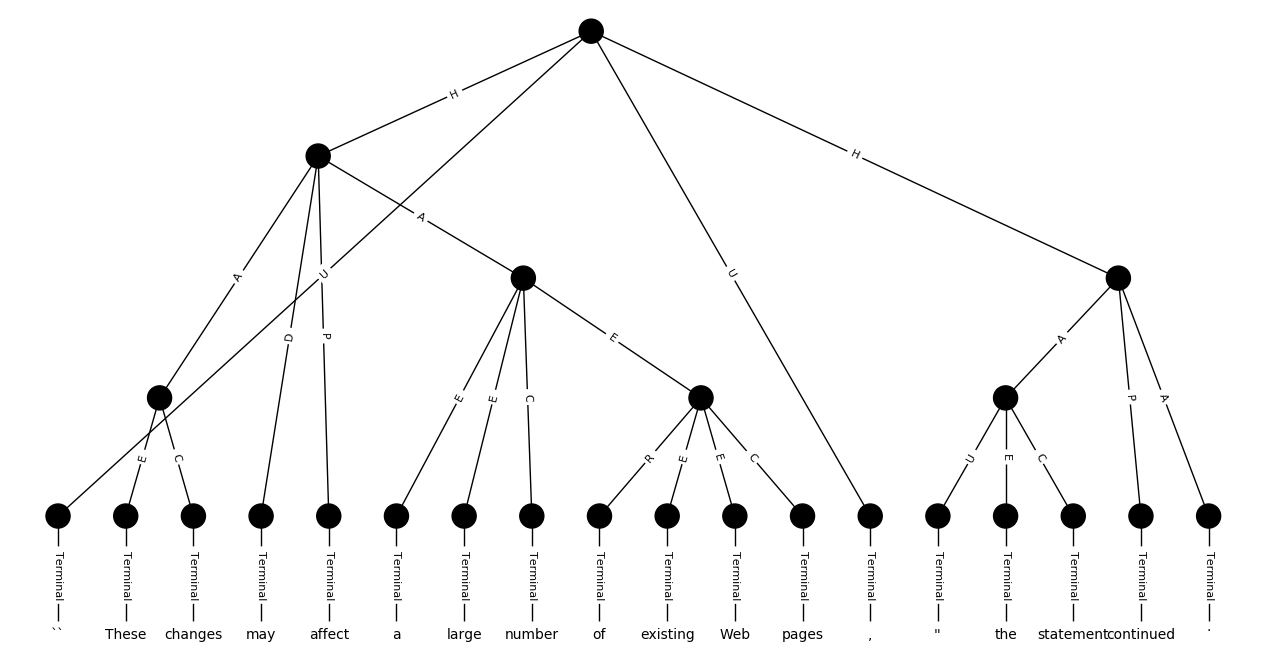 H
H
A
U
A
U
D
P
E
A
E
E
C
P
A
E
C
R
E
E
C
U
E
C
Terminal Terminal Terminal Terminal Terminal Terminal Terminal Terminal Terminal Terminal Terminal Terminal Terminal Terminal Terminal Terminal Terminal Terminal
`` These changes may affect a large number of existing Web pages , " the statement continued .